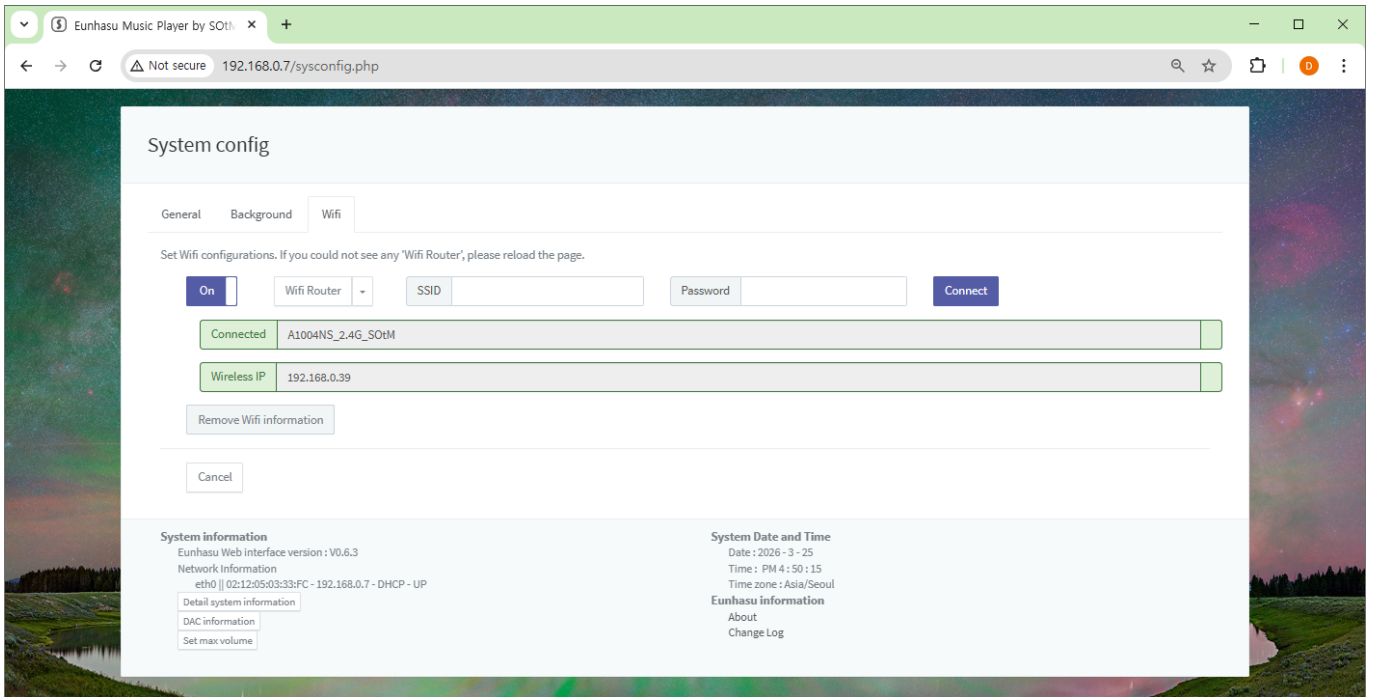 Eunhasu Music Player by SOtM
Not secure 192.168.0.7/sysconfig.php D
System config
General Background Wifi
Set Wifi configurations. If you could not see any 'Wifi Router', please reload the page.
On Wifi Router SSID Password Connect
Connected A1004NS_2.4G_SOtM
Wireless IP 192.168.0.39
Remove Wifi information
Cancel
System information
Eunhasu Web interface version : V0.6.3
Network Information
eth0 || 02:12:05:03:33:FC - 192.168.0.7 - DHCP - UP
Detail system information
DAC information
Set max volume
System Date and Time
Date : 2026 - 3 - 25
Time : PM 4 : 50 : 15
Time zone : Asia/Seoul
Eunhasu information
About
Change Log